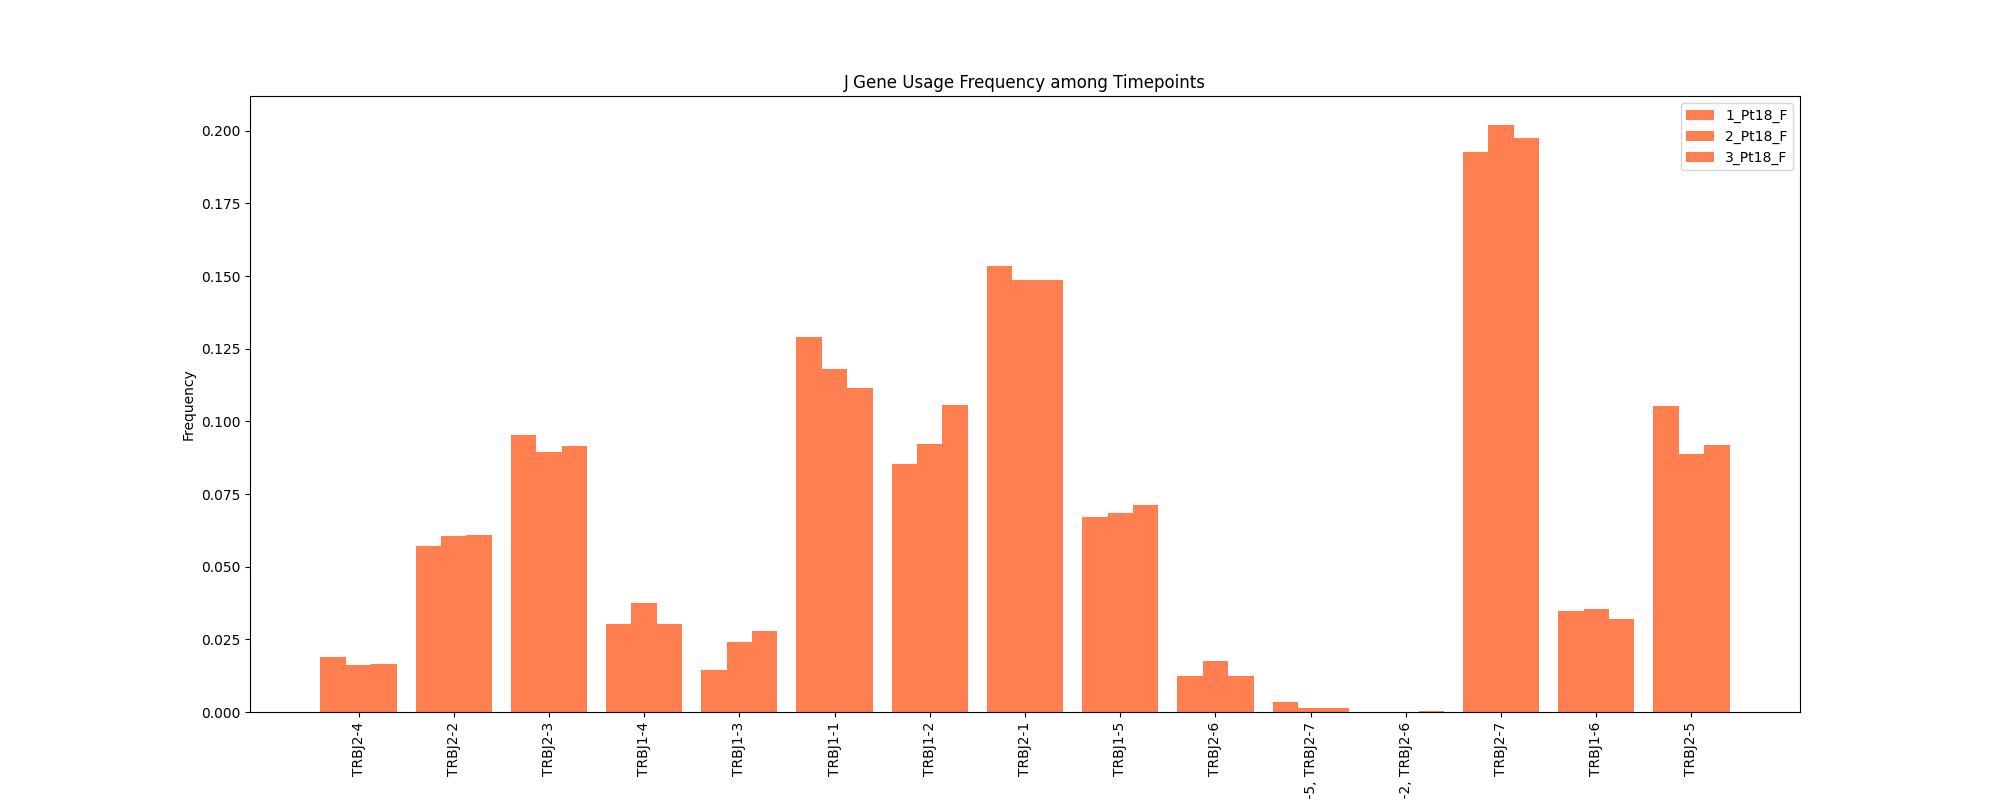 J Gene Usage Frequency among Timepoints
1_Pt18_F
2_Pt18_F
3_Pt18_F
Frequency
0.200
0.175
0.150
0.125
0.100
0.075
0.050
0.025
0.000
TRBJ2-4
TRBJ2-2
TRBJ2-3
TRBJ1-4
TRBJ1-3
TRBJ1-1
TRBJ1-2
TRBJ2-1
TRBJ1-5
TRBJ2-6
-5, TRBJ2-7
-2, TRBJ2-6
TRBJ2-7
TRBJ1-6
TRBJ2-5